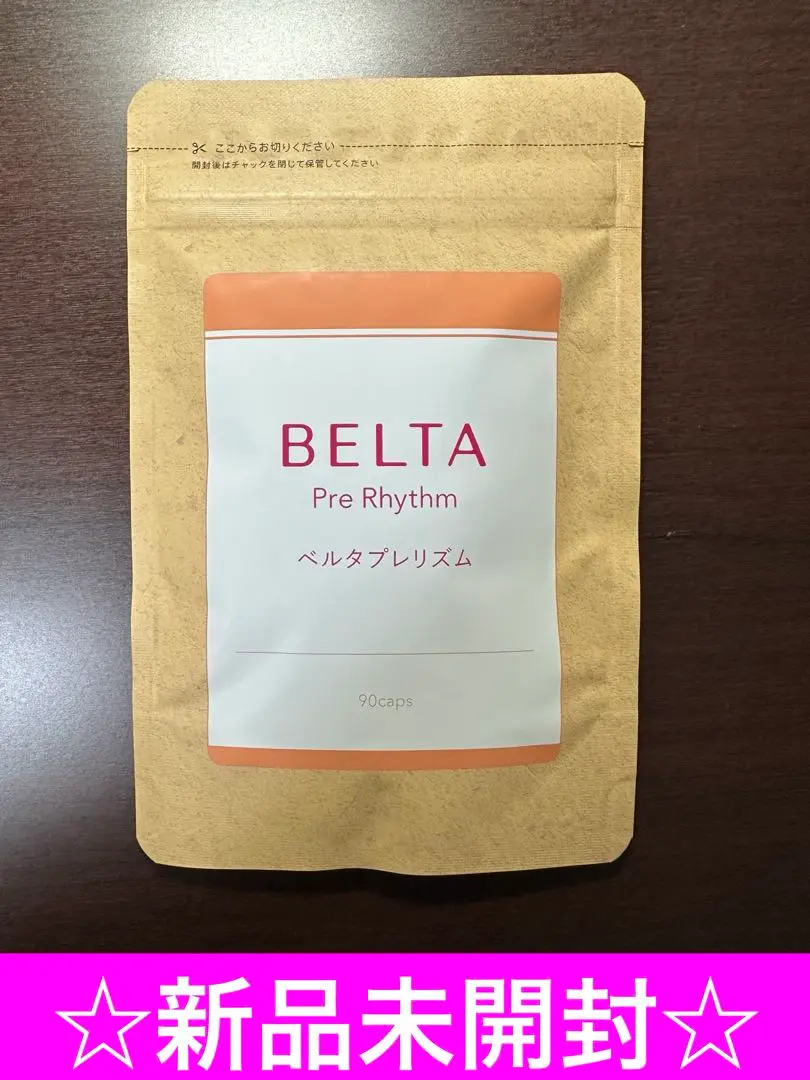 ここからお切りください
開封後はチャックを閉じて保管してください
BELTA
Pre Rhythm
ベルタプレリズム
90caps
☆新品未開封☆